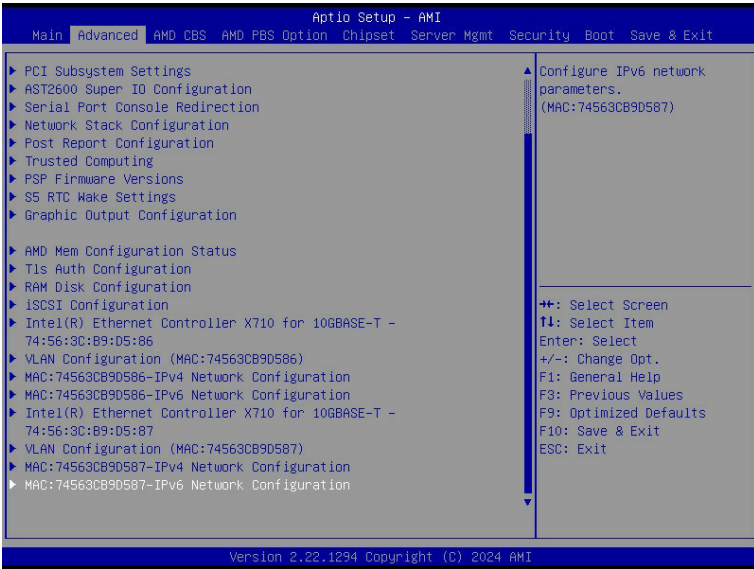 Aptio Setup – AMI
Main Advanced AMD CBS AMD PBS Option Chipset Server Mgmt Security Boot Save & Exit
PCI Subsystem Settings
AST2600 Super IO Configuration
Serial Port Console Redirection
Network Stack Configuration
Post Report Configuration
Trusted Computing
PSP Firmware Versions
S5 RTC Wake Settings
Graphic Output Configuration
AMD Mem Configuration Status
Tls Auth Configuration
RAM Disk Configuration
iSCSI Configuration
Intel(R) Ethernet Controller X710 for 10GBASE-T –
74:56:3C:B9:D5:86
VLAN Configuration (MAC:74563CB9D586)
MAC:74563CB9D586-IPv4 Network Configuration
MAC:74563CB9D586-IPv6 Network Configuration
Intel(R) Ethernet Controller X710 for 10GBASE-T –
74:56:3C:B9:D5:87
VLAN Configuration (MAC:74563CB9D587)
MAC:74563CB9D587-IPv4 Network Configuration
MAC:74563CB9D587-IPv6 Network Configuration
Configure IPv6 network
parameters.
(MAC:74563CB9D587)
→←: Select Screen
↑↓: Select Item
Enter: Select
+/-: Change Opt.
F1: General Help
F3: Previous Values
F9: Optimized Defaults
F10: Save & Exit
ESC: Exit
Version 2.22.1294 Copyright (C) 2024 AMI